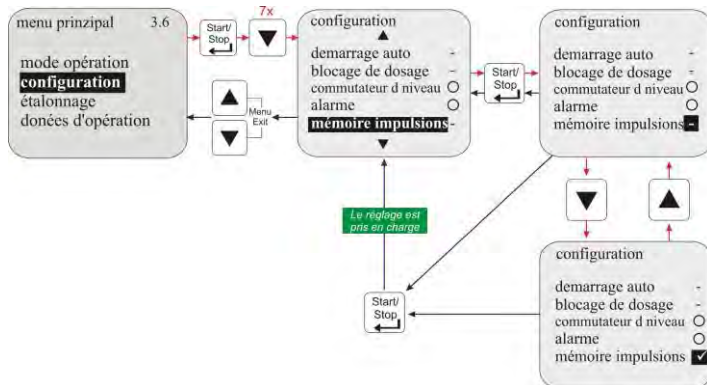 menu prinzipal 3.6
mode opération
configuration
étalonnage
donées d'opération
Start/
Stop
7x
Menu
Exit
configuration
demarrage auto -
blocage de dosage -
commutateur d niveau O
alarme O
mémoire impulsions -
Start/
Stop
configuration
demarrage auto -
blocage de dosage -
commutateur d niveau O
alarme O
mémoire impulsions -
Le réglage est
pris en charge
Start/
Stop
configuration
demarrage auto -
blocage de dosage -
commutateur d niveau O
alarme O
mémoire impulsions ✓